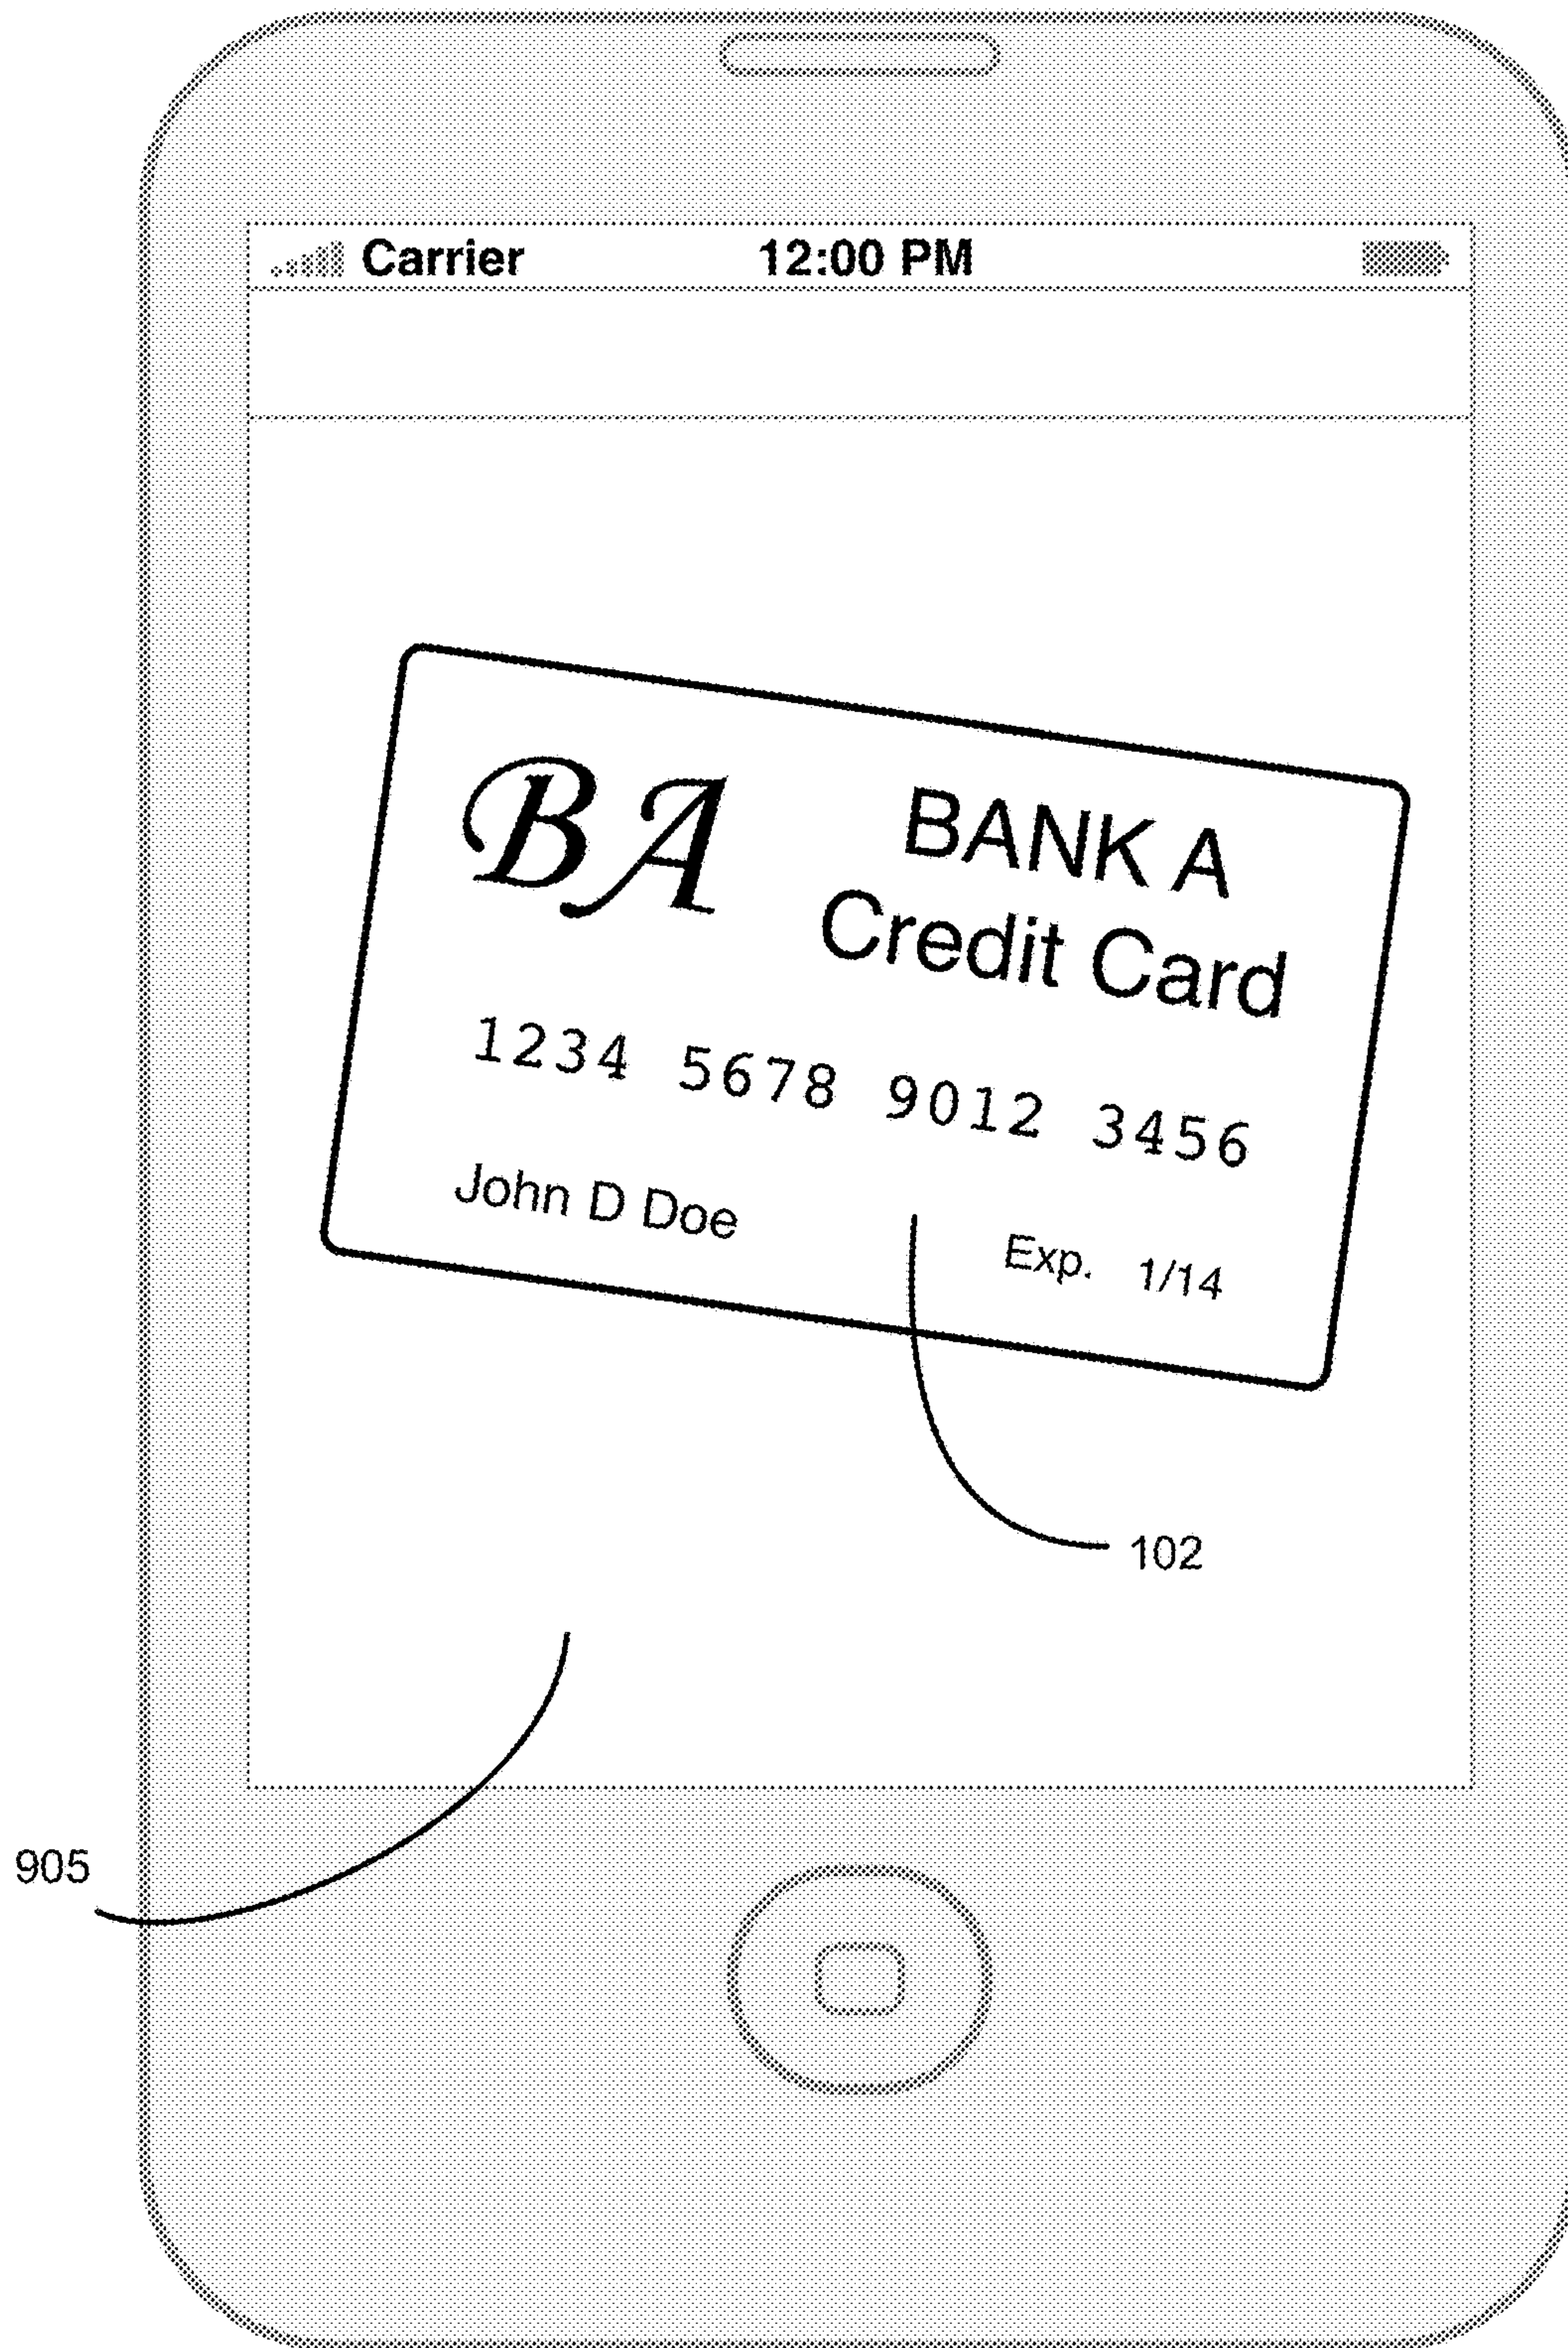 Carrier 12:00 PM
BA
BANK A
Credit Card
1234 5678 9012 3456
John D Doe
Exp. 1/14
102
905